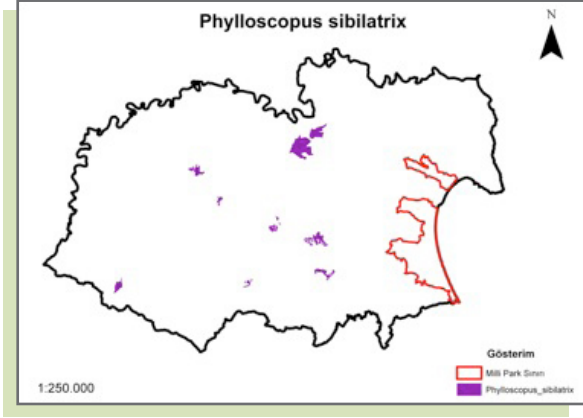 Phylloscopus sibilatrix
N
Gösterim
Milli Park Sınırı
Phylloscopus_sibilatrix
1:250.000